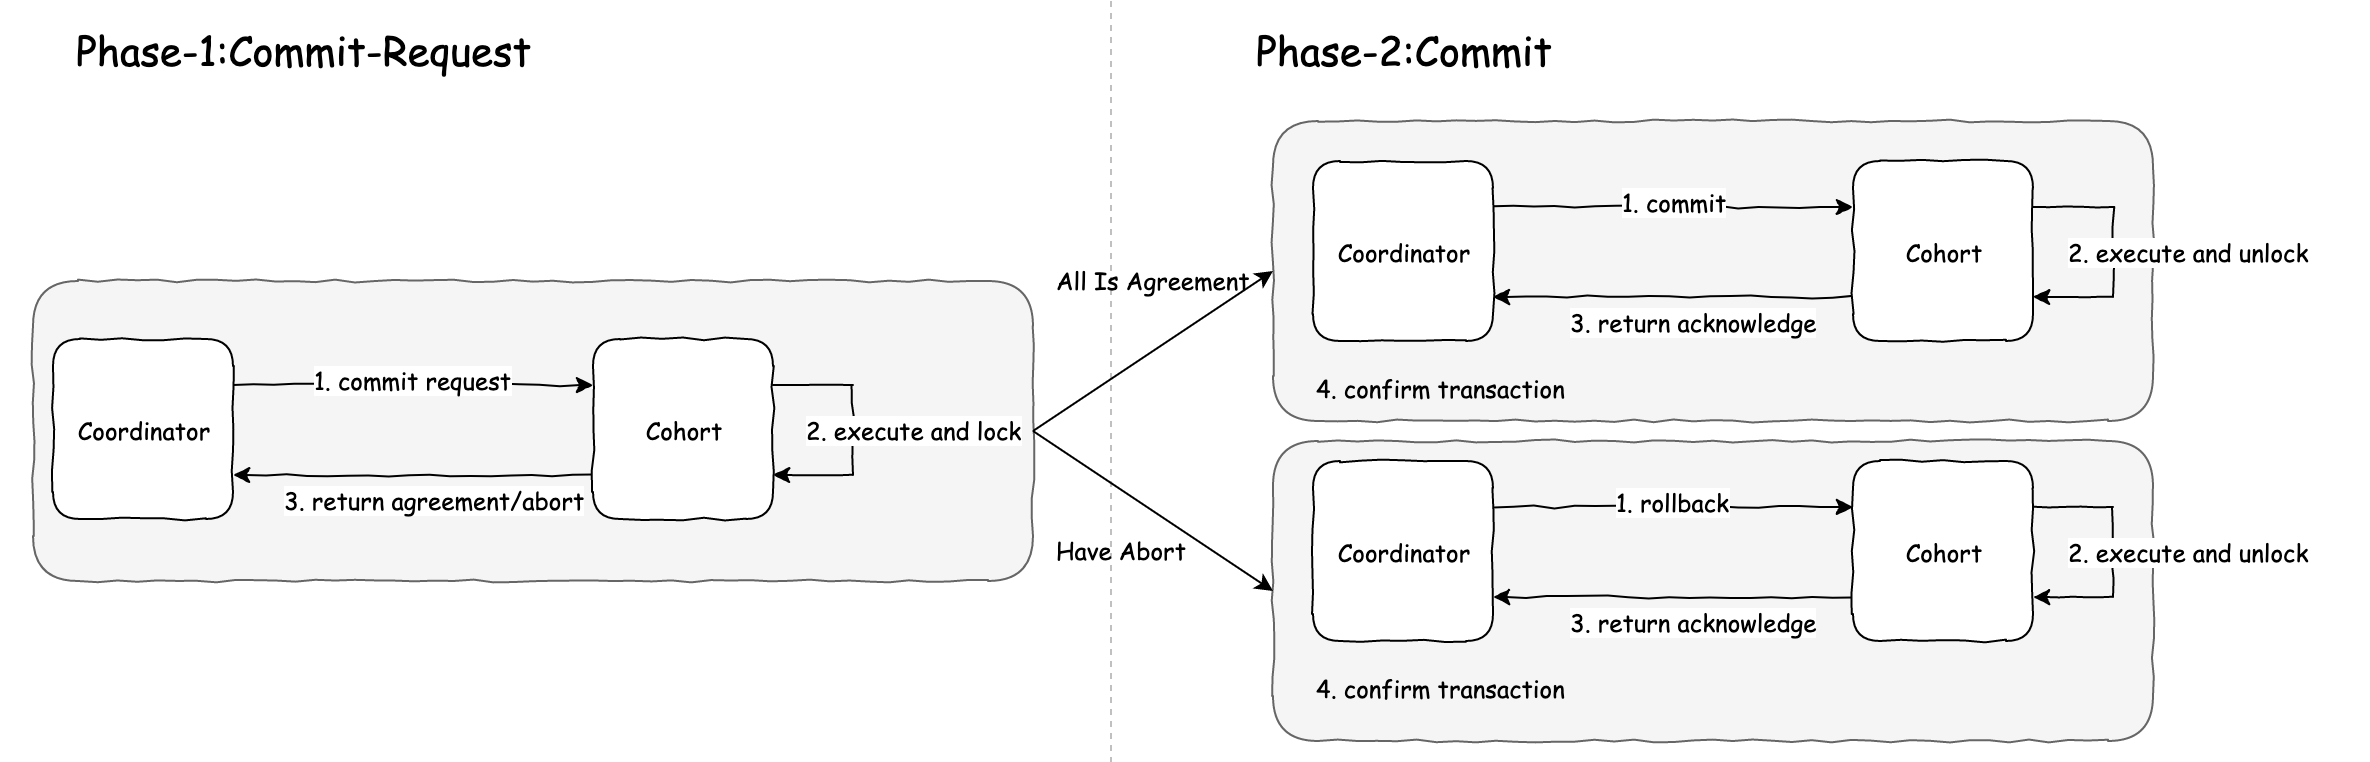 Phase-1:Commit-Request
Coordinator
1. commit request
Cohort
2. execute and lock
3. return agreement/abort
All Is Agreement
Have Abort
Phase-2:Commit
Coordinator
1. commit
Cohort
2. execute and unlock
3. return acknowledge
4. confirm transaction
Coordinator
1. rollback
Cohort
2. execute and unlock
3. return acknowledge
4. confirm transaction